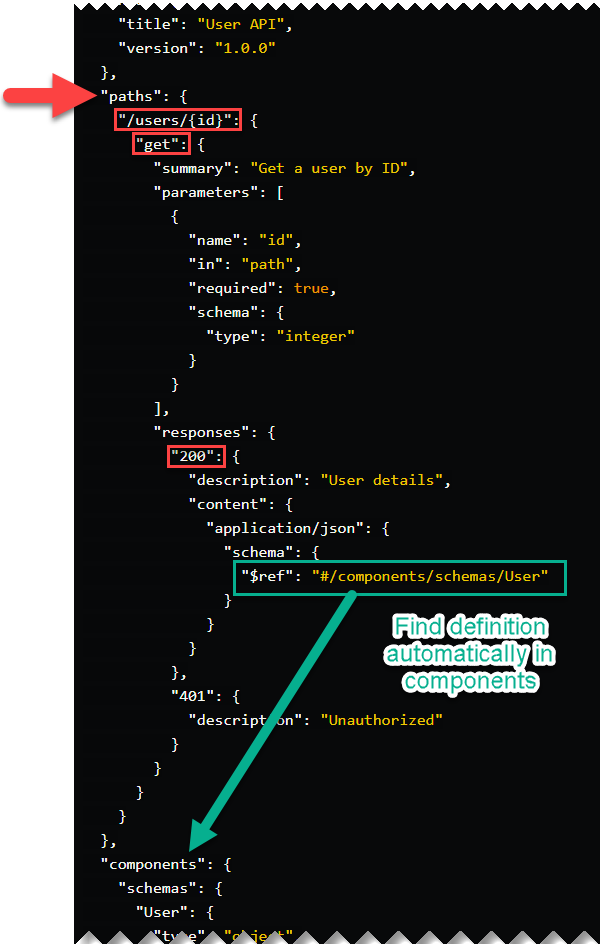 "title": "User API",
"version": "1.0.0"
},
"paths": {
"/users/{id}": {
"get": {
"summary": "Get a user by ID",
"parameters": [
{
"name": "id",
"in": "path",
"required": true,
"schema": {
"type": "integer"
}
}
],
"responses": {
"200": {
"description": "User details",
"content": {
"application/json": {
"schema": {
"$ref": "#/components/schemas/User"
}
}
}
},
"401": {
"description": "Unauthorized"
}
}
}
}
},
"components": {
"schemas": {
"User": {
"type": "object"
Find definition
automatically in
components